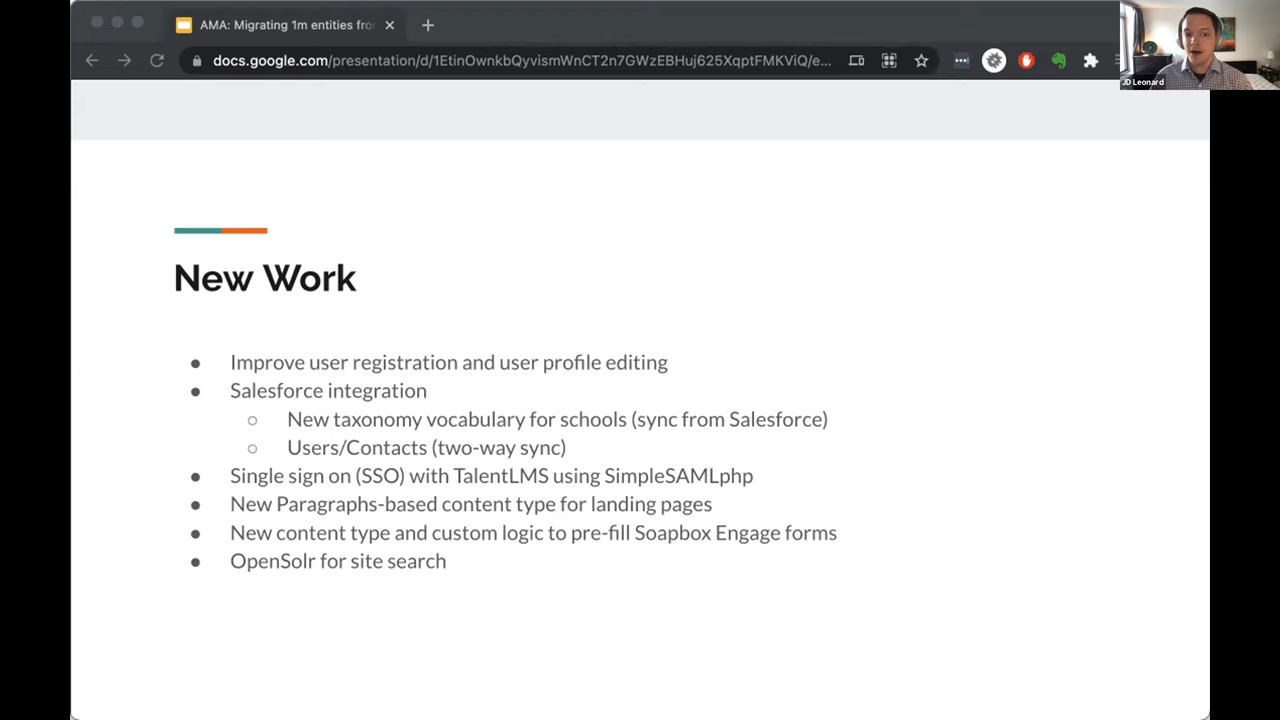 AMA: Migrating 1m entities fro
docs.google.com/presentation/d/1EtinOwnkbQyvismWnCT2n7GWzEBHuj625XqptFMKViQ/e...
JD Leonard
New Work
● Improve user registration and user profile editing
● Salesforce integration
○ New taxonomy vocabulary for schools (sync from Salesforce)
○ Users/Contacts (two-way sync)
● Single sign on (SSO) with TalentLMS using SimpleSAMLphp
● New Paragraphs-based content type for landing pages
● New content type and custom logic to pre-fill Soapbox Engage forms
● OpenSolr for site search